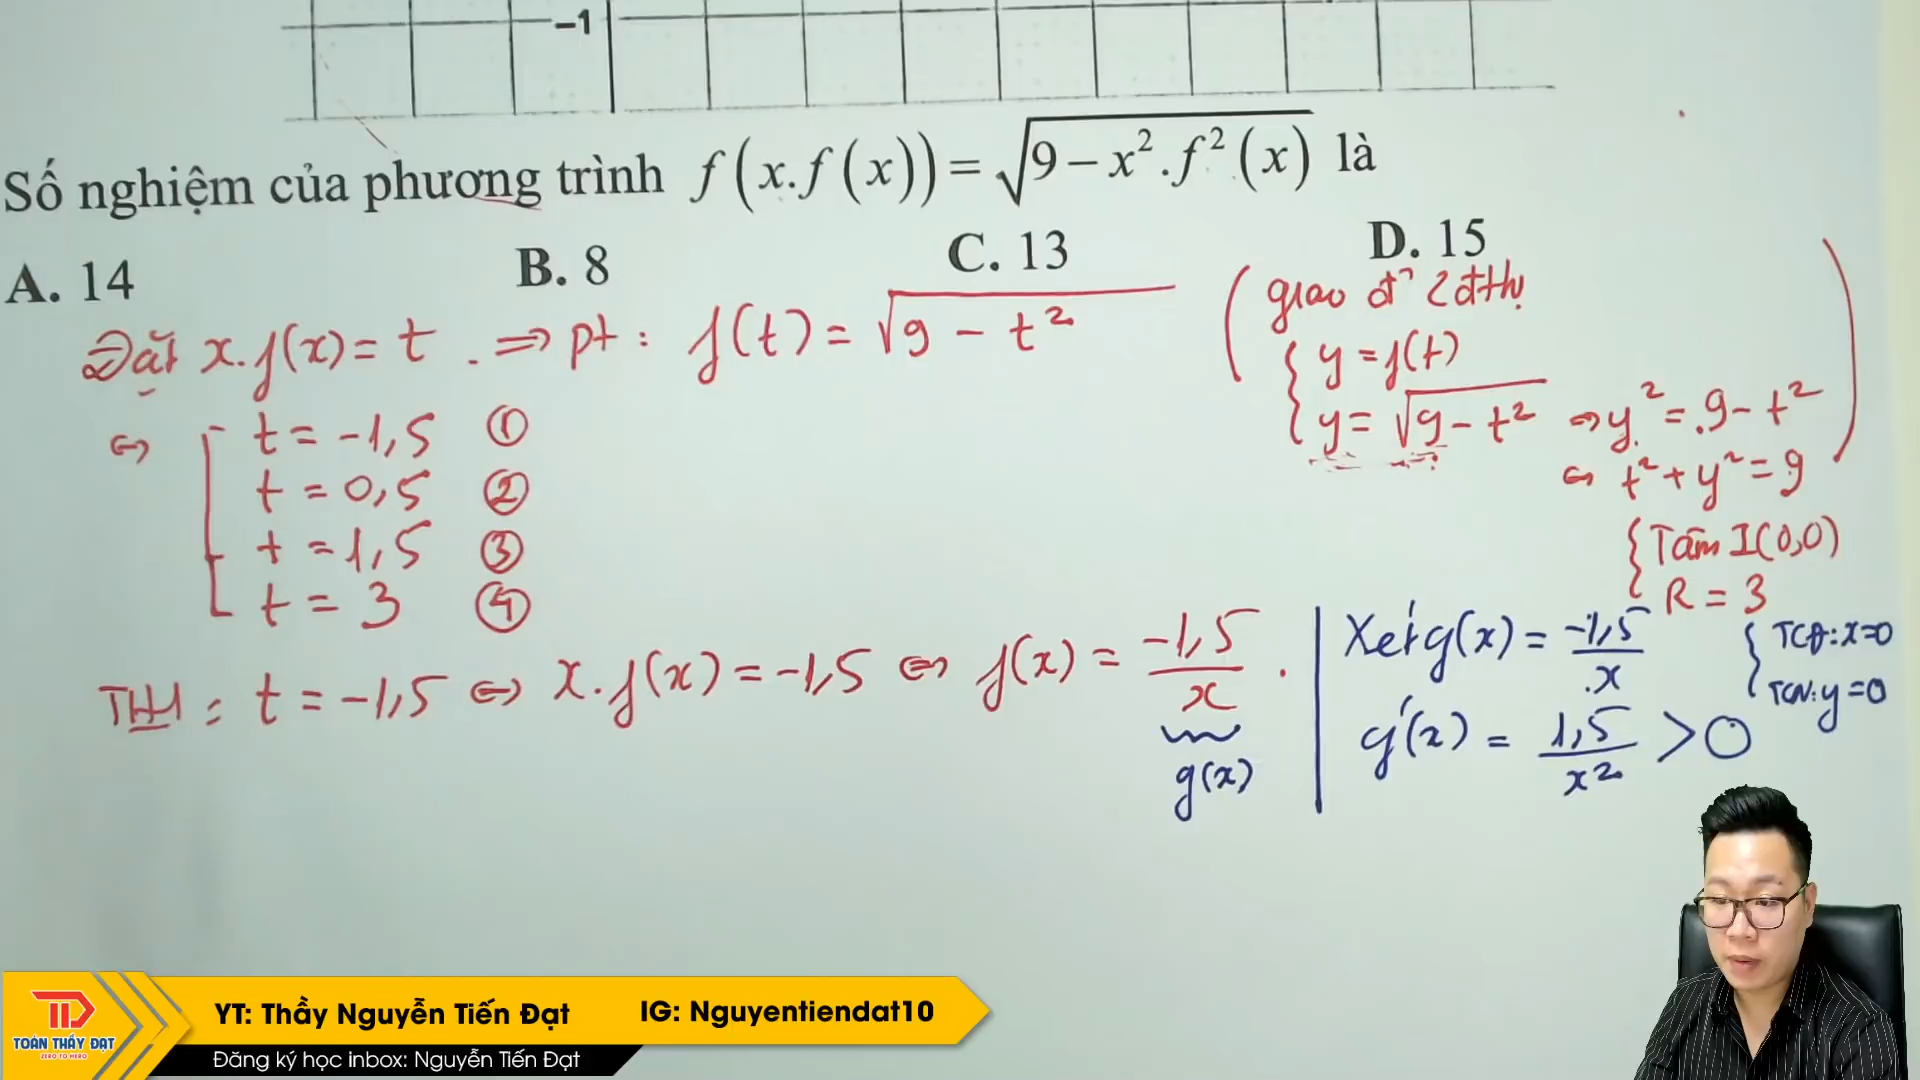 -1
Số nghiệm của phương trình f(x.f(x)) = √(9 − x².f²(x)) là
A. 14 B. 8 C. 13 D. 15
Đặt x.f(x) = t . ⇒ pt : f(t) = √(9 − t²)
(giao đ² 2 đthị
{ y = f(t)
y = √(9 − t²) ⇒ y² = 9 − t²
⇔ t² + y² = 9 )
{ Tâm I(0,0)
R = 3
⇔ [ t = -1,5 ①
t = 0,5 ②
t = 1,5 ③
t = 3 ④
TH1 : t = -1,5 ⇔ x.f(x) = -1,5 ⇔ f(x) = -1,5/x .
g(x)
Xét g(x) = -1,5/x { TCĐ: x=0
TCN: y=0
g'(x) = 1,5/x² > 0
TD
TOÁN THẦY ĐẠT
ZERO TO HERO
YT: Thầy Nguyễn Tiến Đạt IG: Nguyentiendat10
Đăng ký học inbox: Nguyễn Tiến Đạt